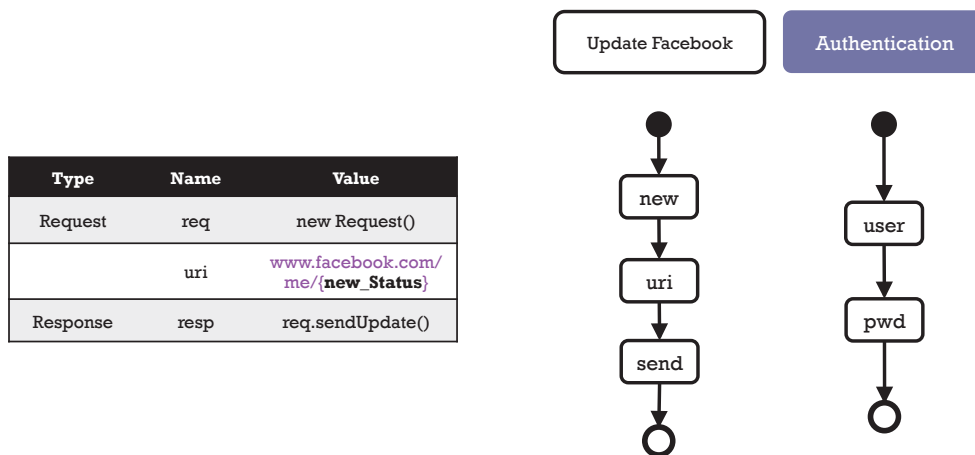 Update Facebook
Authentication
Type Name Value
Request req new Request()
uri www.facebook.com/
me/{new_Status}
Response resp req.sendUpdate()
new
uri
send
user
pwd